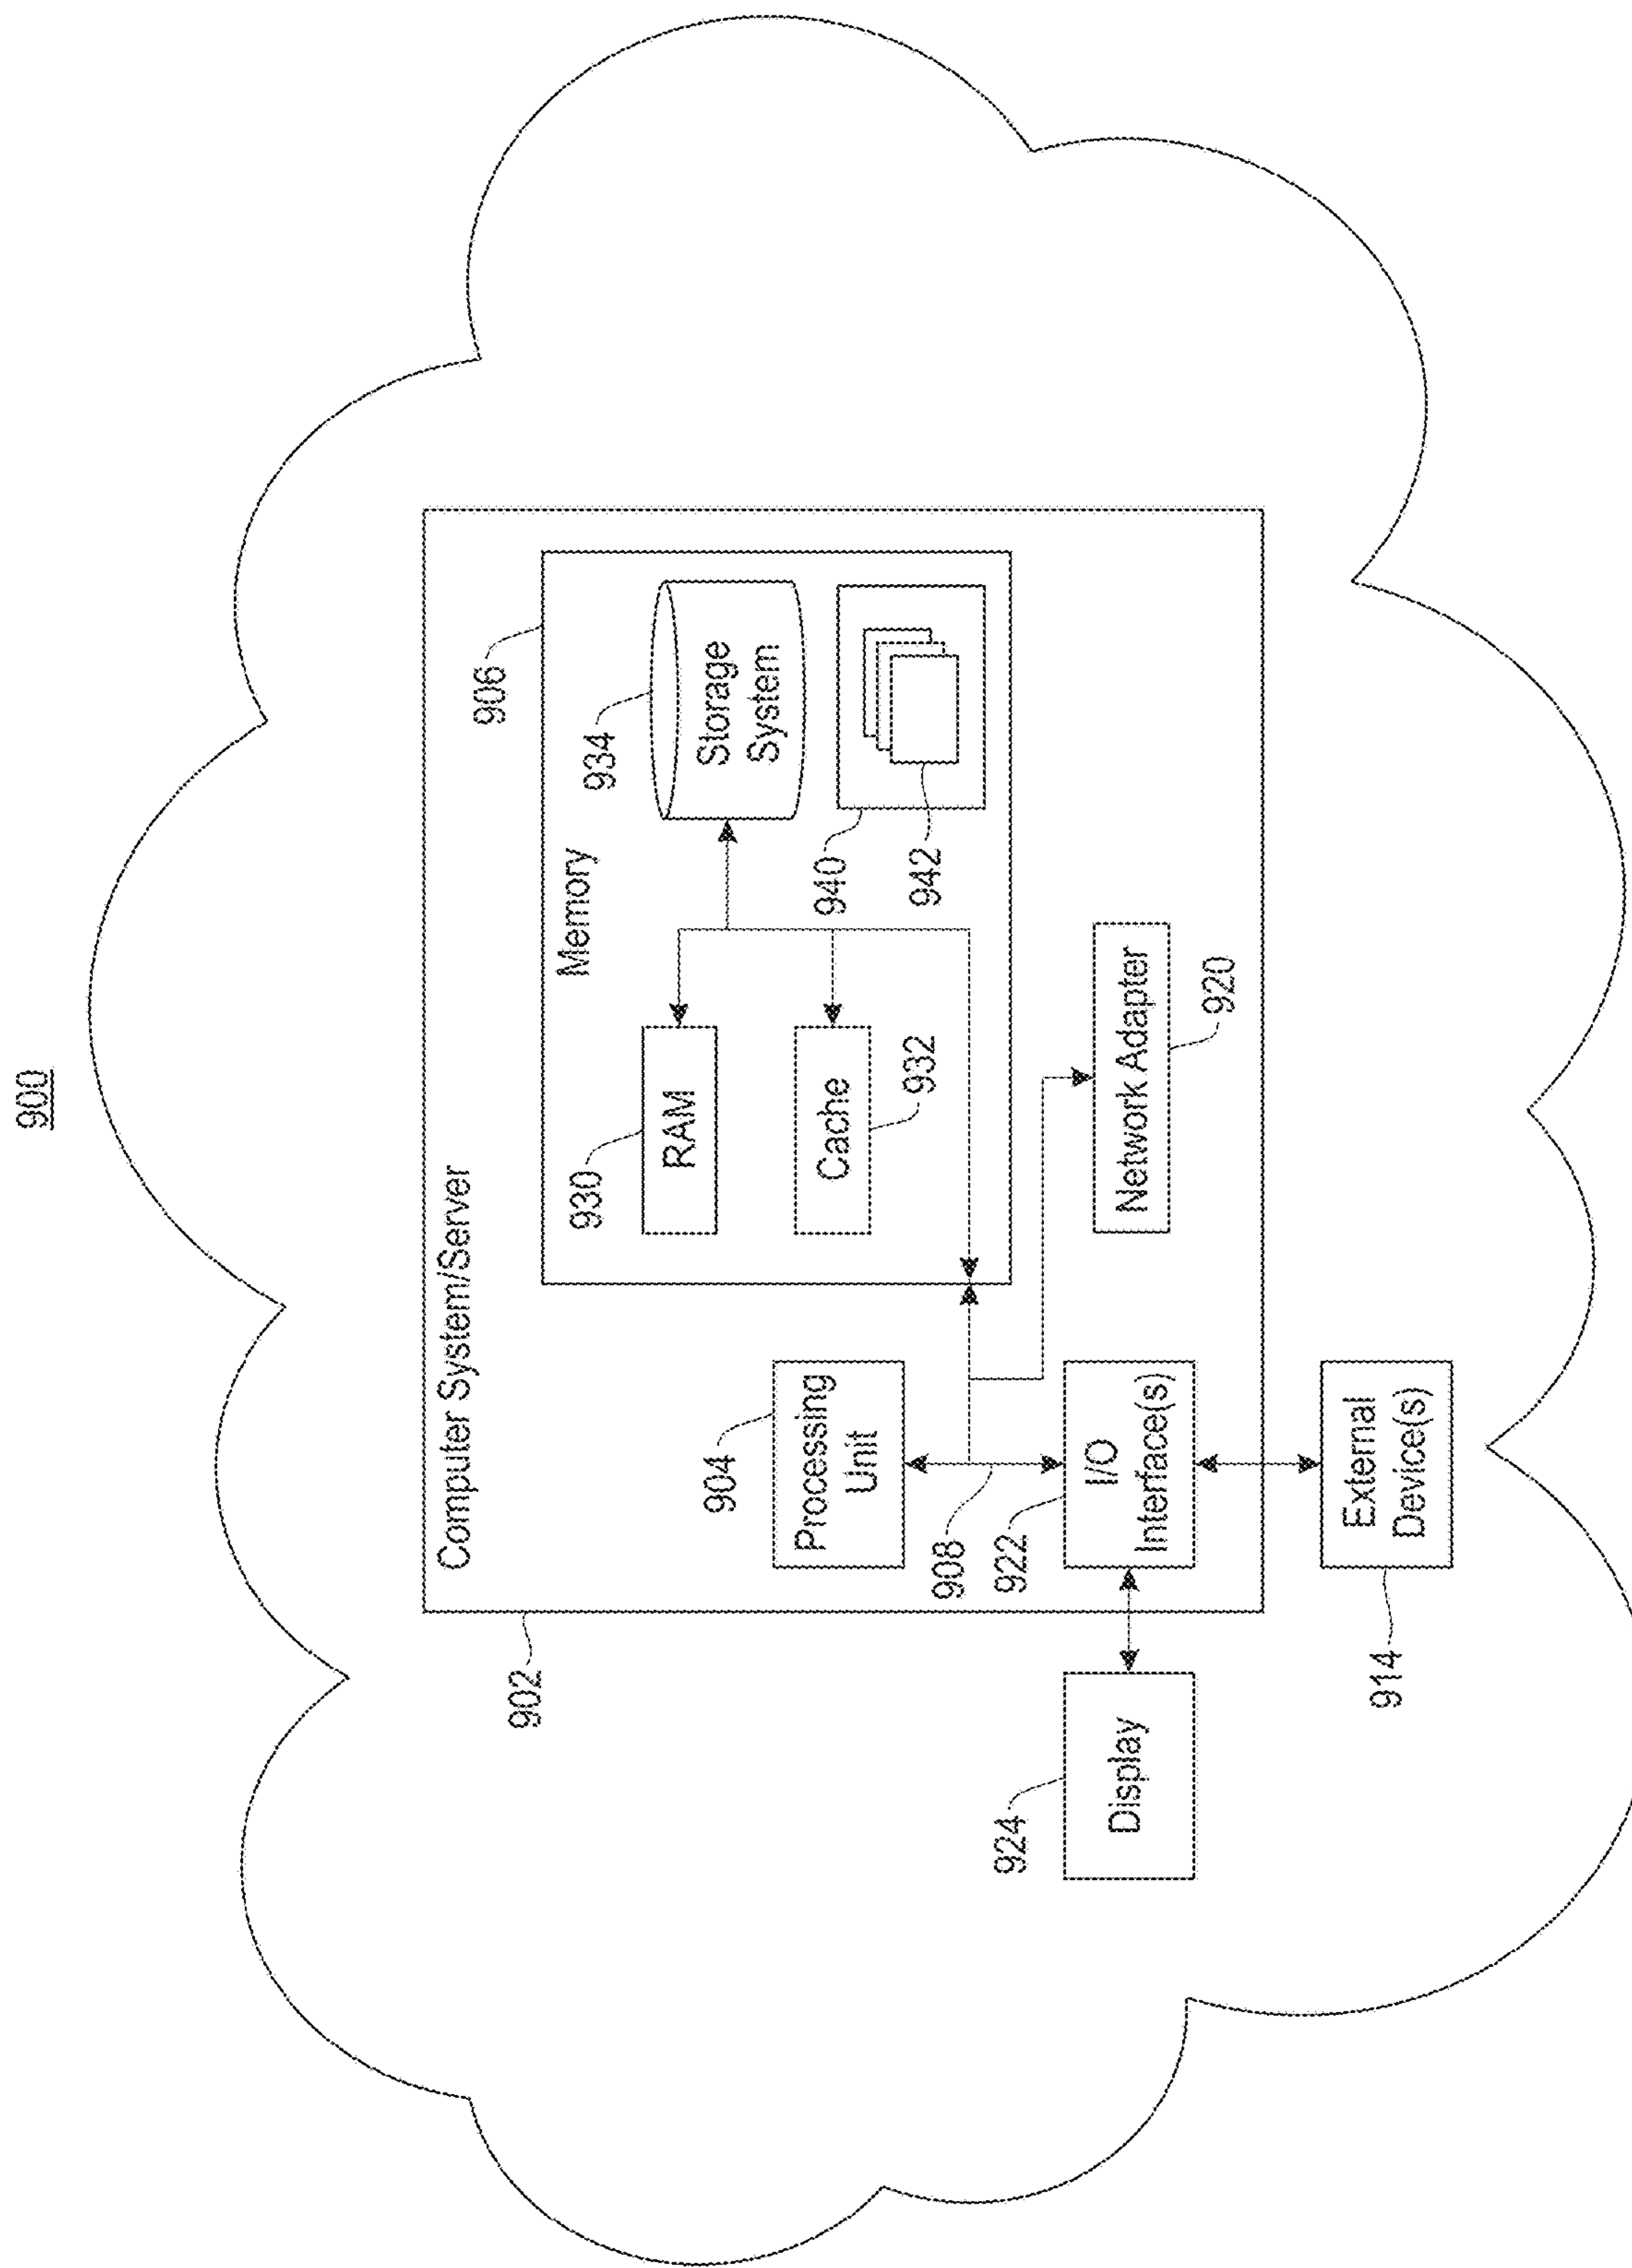 900
Computer System/Server
902
906
Memory
930
RAM
934
Storage
System
Cache
932
940
942
904
Processing
Unit
908
922
I/O
Interface(s)
Network Adapter
920
924
Display
External
Device(s)
914